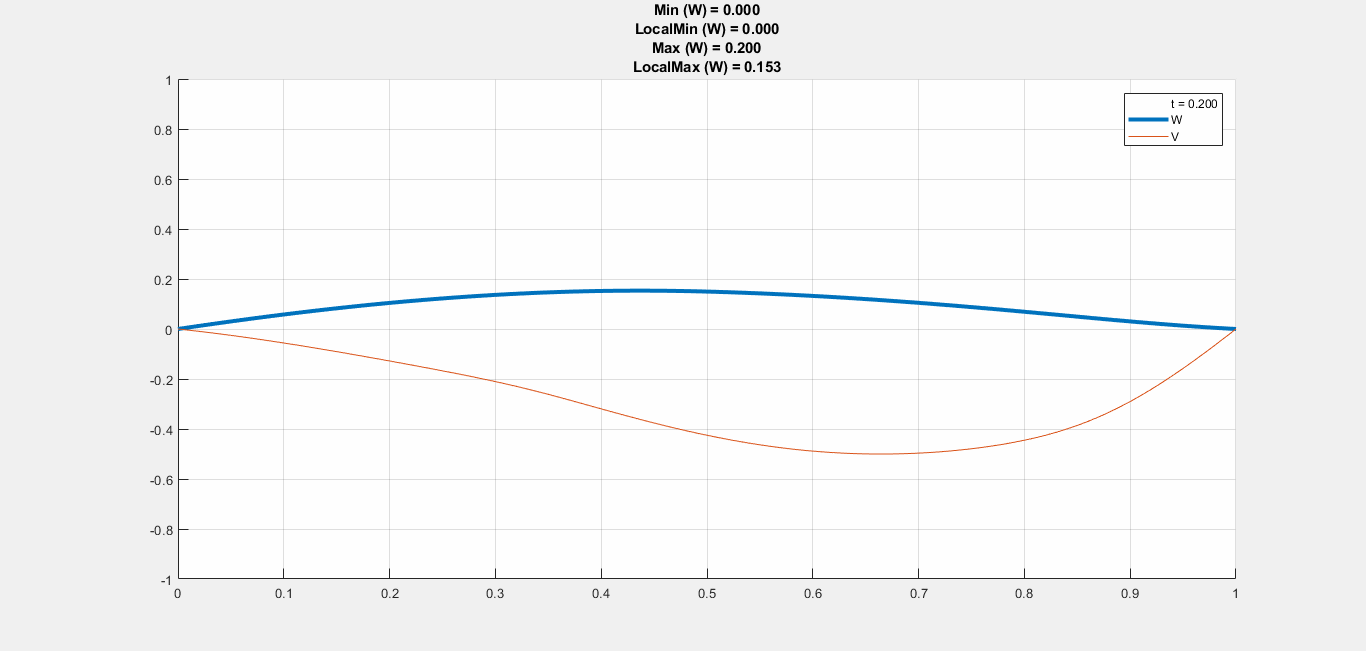 Min (W) = 0.000
LocalMin (W) = 0.000
Max (W) = 0.200
LocalMax (W) = 0.153
t = 0.200
W
V
1
0.8
0.6
0.4
0.2
0
-0.2
-0.4
-0.6
-0.8
-1
0 0.1 0.2 0.3 0.4 0.5 0.6 0.7 0.8 0.9 1